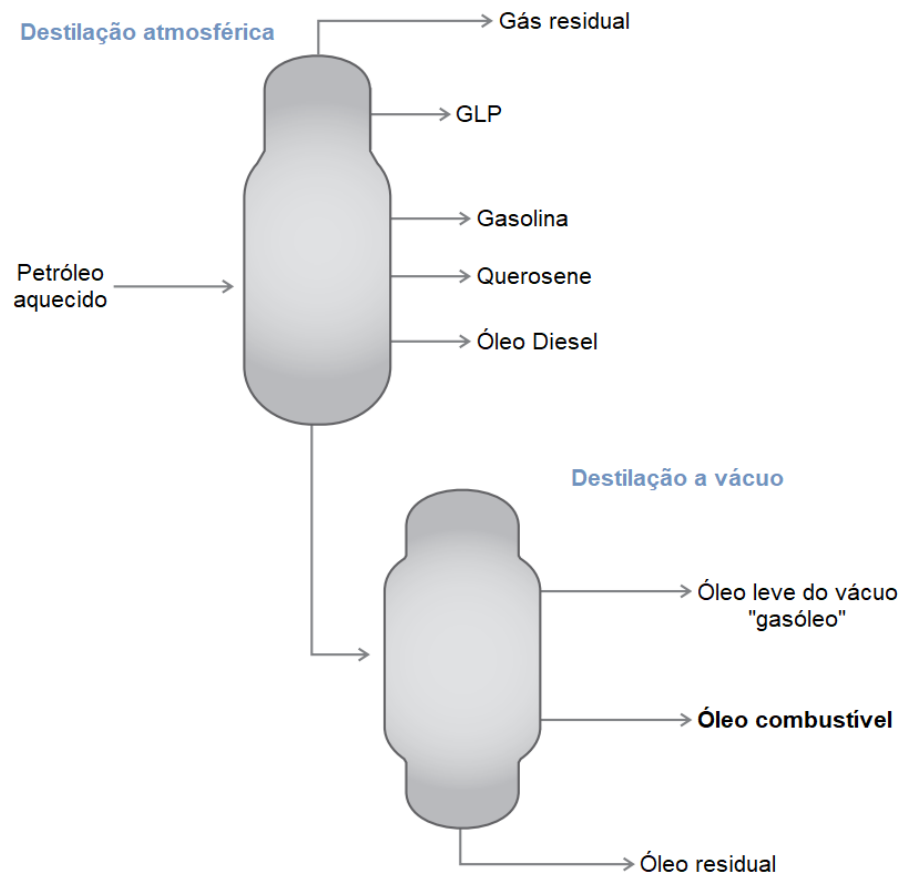 Destilação atmosférica
Gás residual
GLP
Gasolina
Querosene
Óleo Diesel
Petróleo
aquecido
Destilação a vácuo
Óleo leve do vácuo
"gasóleo"
Óleo combustível
Óleo residual